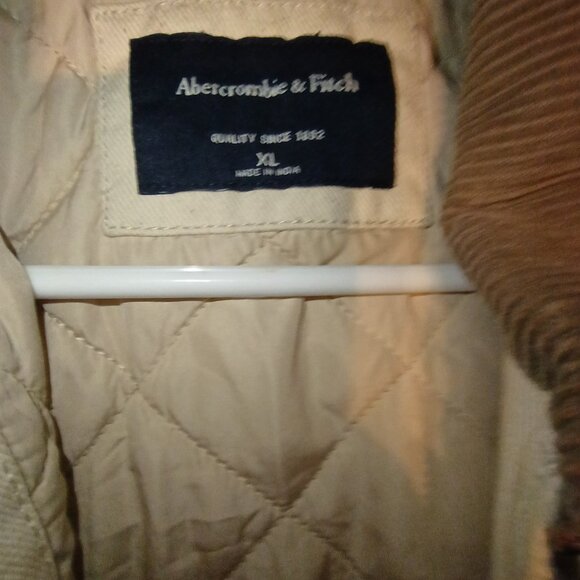 Abercrombie & Fitch
QUALITY SINCE 1892
XL
MADE IN INDIA